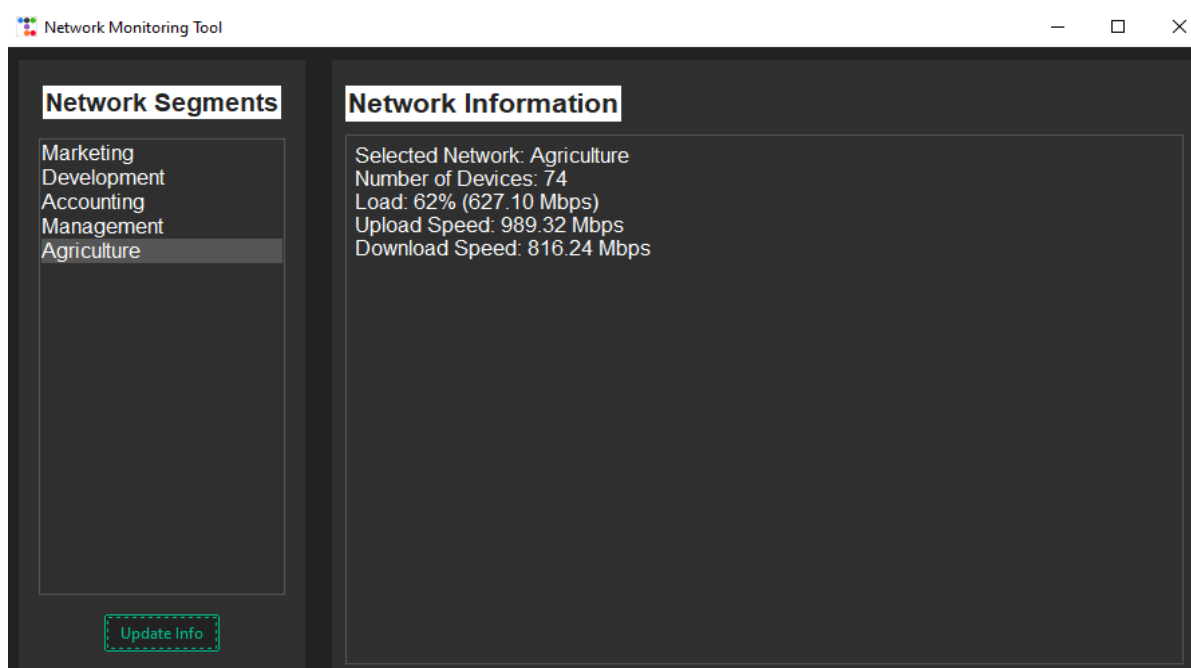 Network Monitoring Tool
Network Segments
Marketing
Development
Accounting
Management
Agriculture
Update Info
Network Information
Selected Network: Agriculture
Number of Devices: 74
Load: 62% (627.10 Mbps)
Upload Speed: 989.32 Mbps
Download Speed: 816.24 Mbps